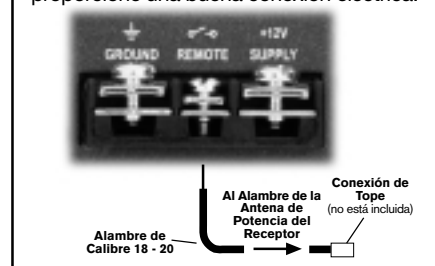 proporcione una buena conexión eléctrica.
GROUND REMOTE +12V SUPPLY
Al Alambre de la
Antena de
Potencia del
Receptor
Conexión de
Tope
(no está incluida)
Alambre de
Calibre 18 - 20